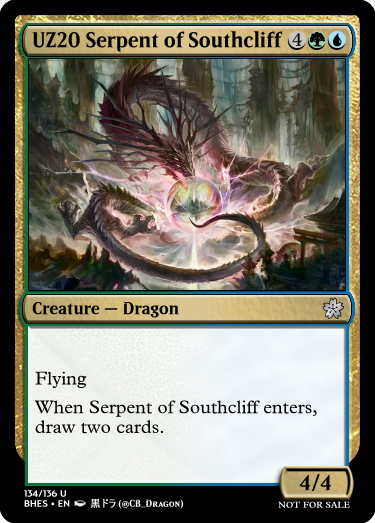 UZ20 Serpent of Southcliff 4
Creature — Dragon
Flying
When Serpent of Southcliff enters,
draw two cards.
4/4
134/136 U
BHES • EN 黒ドラ (@CB_Dragon)
NOT FOR SALE